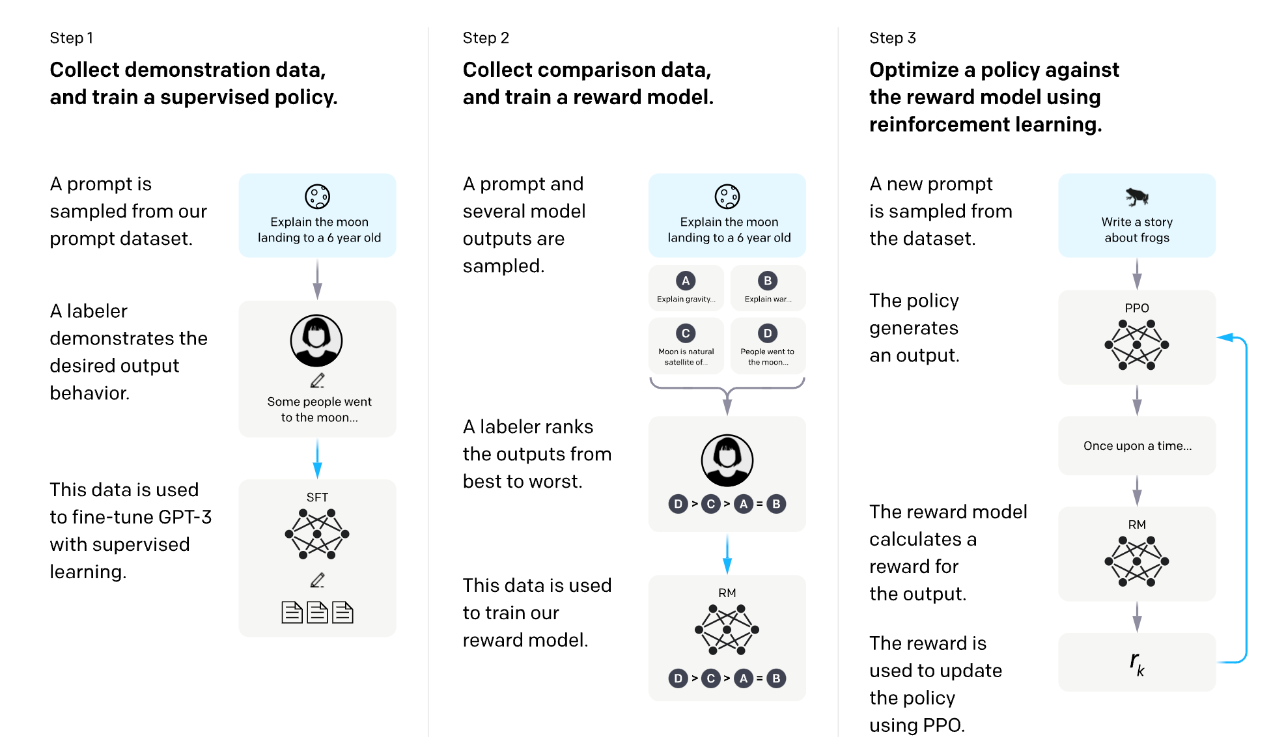 Step 1
Collect demonstration data,
and train a supervised policy.
A prompt is
sampled from our
prompt dataset.
Explain the moon
landing to a 6 year old
A labeler
demonstrates the
desired output
behavior.
Some people went
to the moon...
This data is used
to fine-tune GPT-3
with supervised
learning.
SFT
Step 2
Collect comparison data,
and train a reward model.
A prompt and
several model
outputs are
sampled.
Explain the moon
landing to a 6 year old
A
Explain gravity...
B
Explain war...
C
Moon is natural
satellite of...
D
People went to
the moon...
A labeler ranks
the outputs from
best to worst.
D > C > A = B
This data is used
to train our
reward model.
RM
D > C > A = B
Step 3
Optimize a policy against
the reward model using
reinforcement learning.
A new prompt
is sampled from
the dataset.
Write a story
about frogs
The policy
generates
an output.
PPO
Once upon a time...
The reward model
calculates a
reward for
the output.
RM
The reward is
used to update
the policy
using PPO.
rk